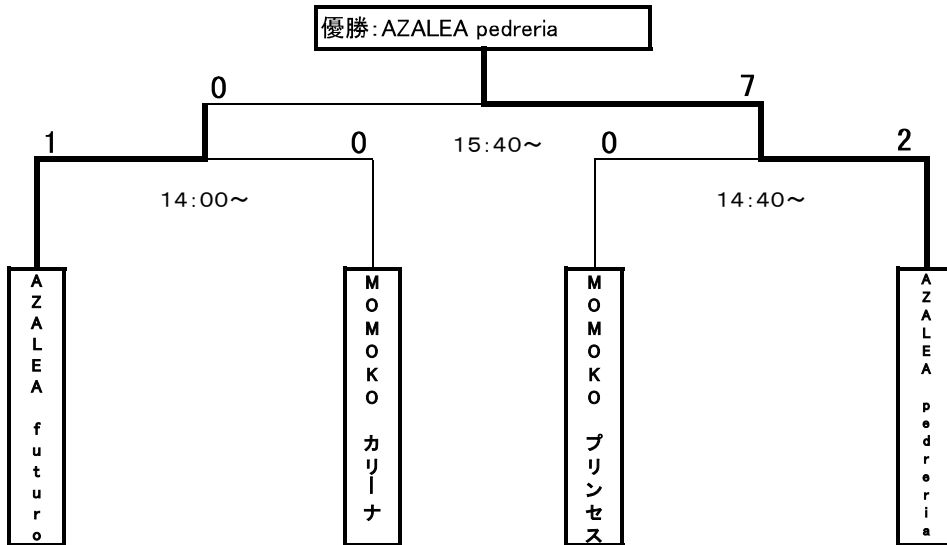 優勝:AZALEA pedreria
0
7
1
0
15:40～
0
2
14:00～
14:40～
AZALEA futuro
MOMOKO カリーナ
MOMOKO プリンセス
AZALEA pedreria